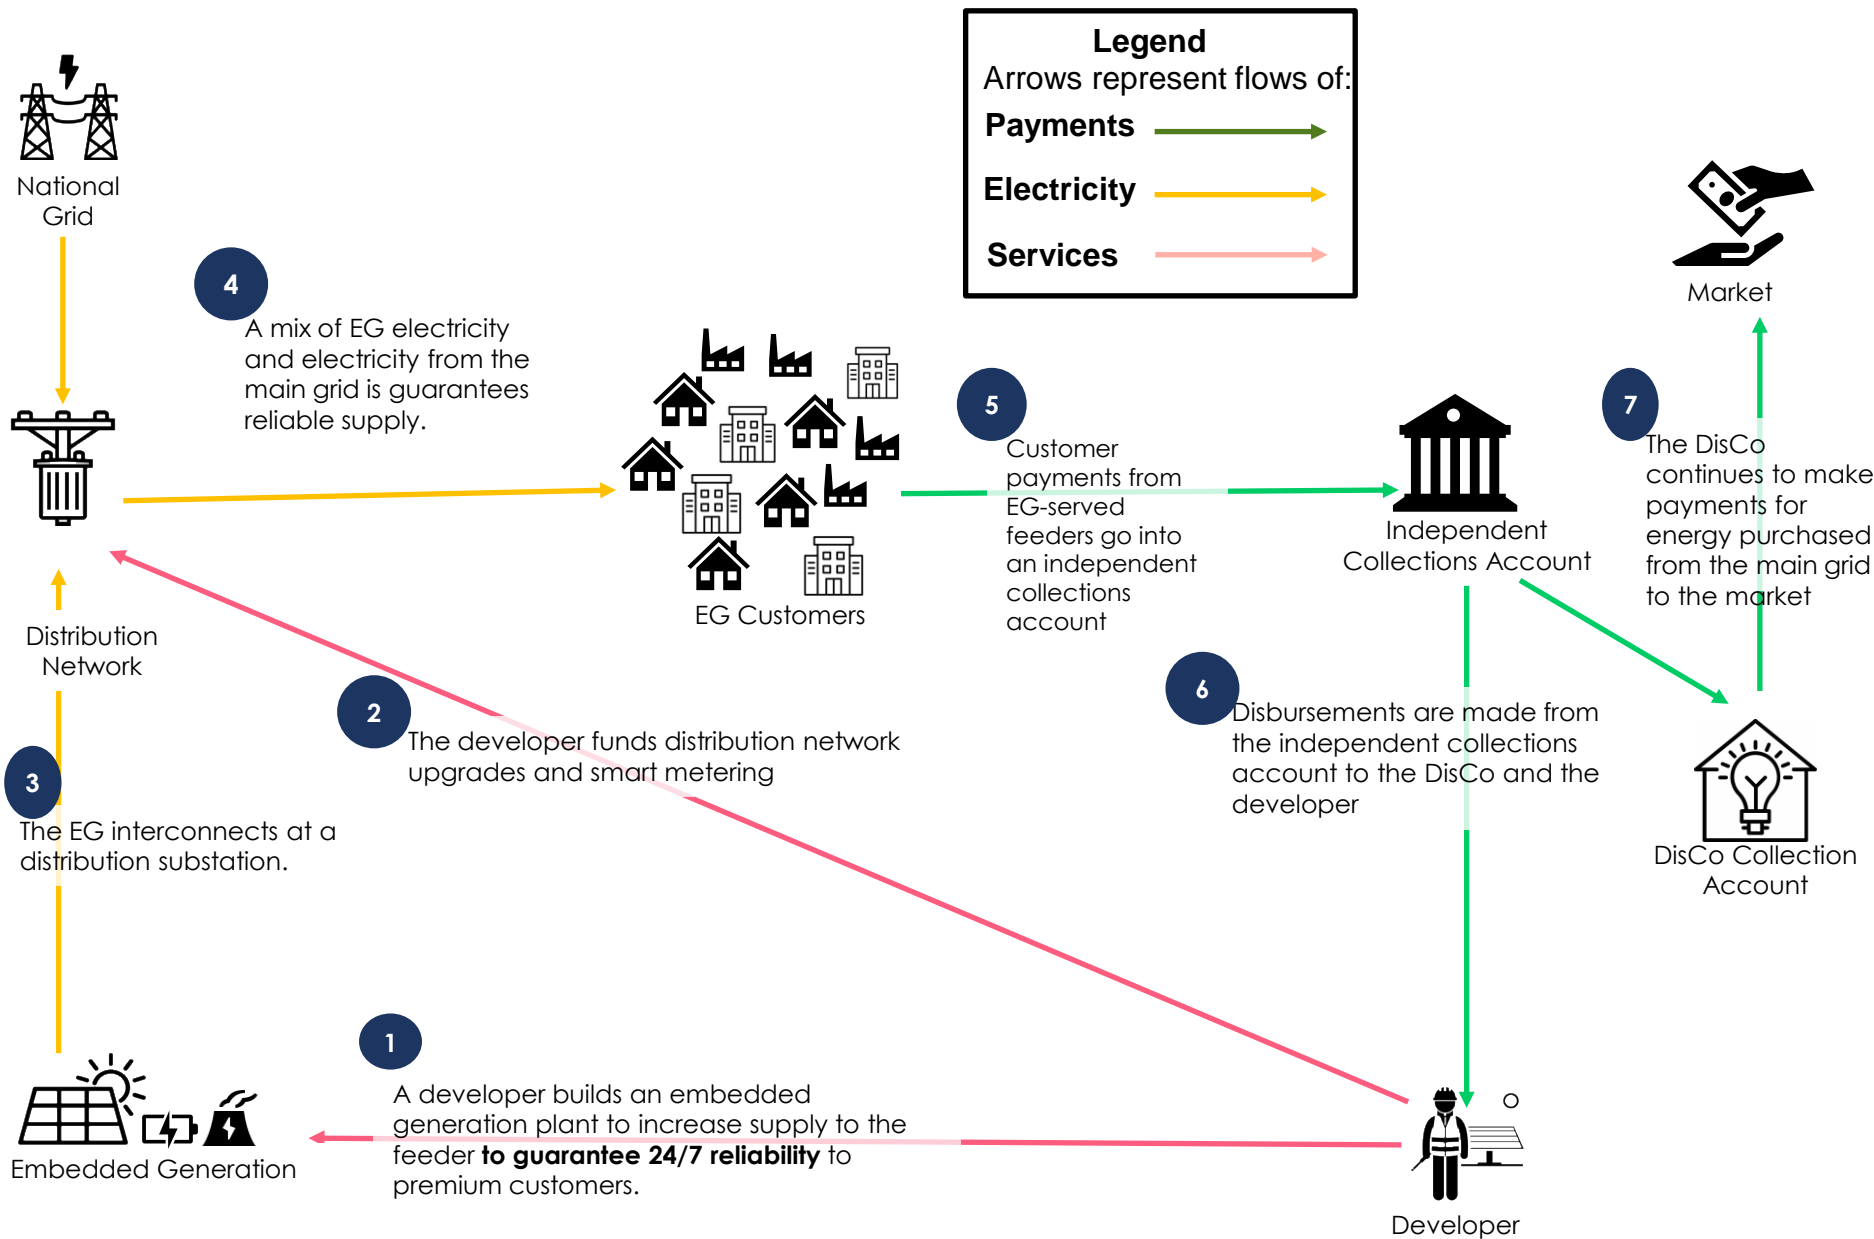 Legend
Arrows represent flows of:
Payments
Electricity
Services
National
Grid
4
A mix of EG electricity
and electricity from the
main grid is guarantees
reliable supply.
EG Customers
5
Customer
payments from
EG-served
feeders go into
an independent
collections
account
Independent
Collections Account
Market
7
The DisCo
continues to make
payments for
energy purchased
from the main grid
to the market
Distribution
Network
2
The developer funds distribution network
upgrades and smart metering
6
Disbursements are made from
the independent collections
account to the DisCo and the
developer
DisCo Collection
Account
3
The EG interconnects at a
distribution substation.
1
A developer builds an embedded
generation plant to increase supply to the
feeder to guarantee 24/7 reliability to
premium customers.
Embedded Generation
Developer